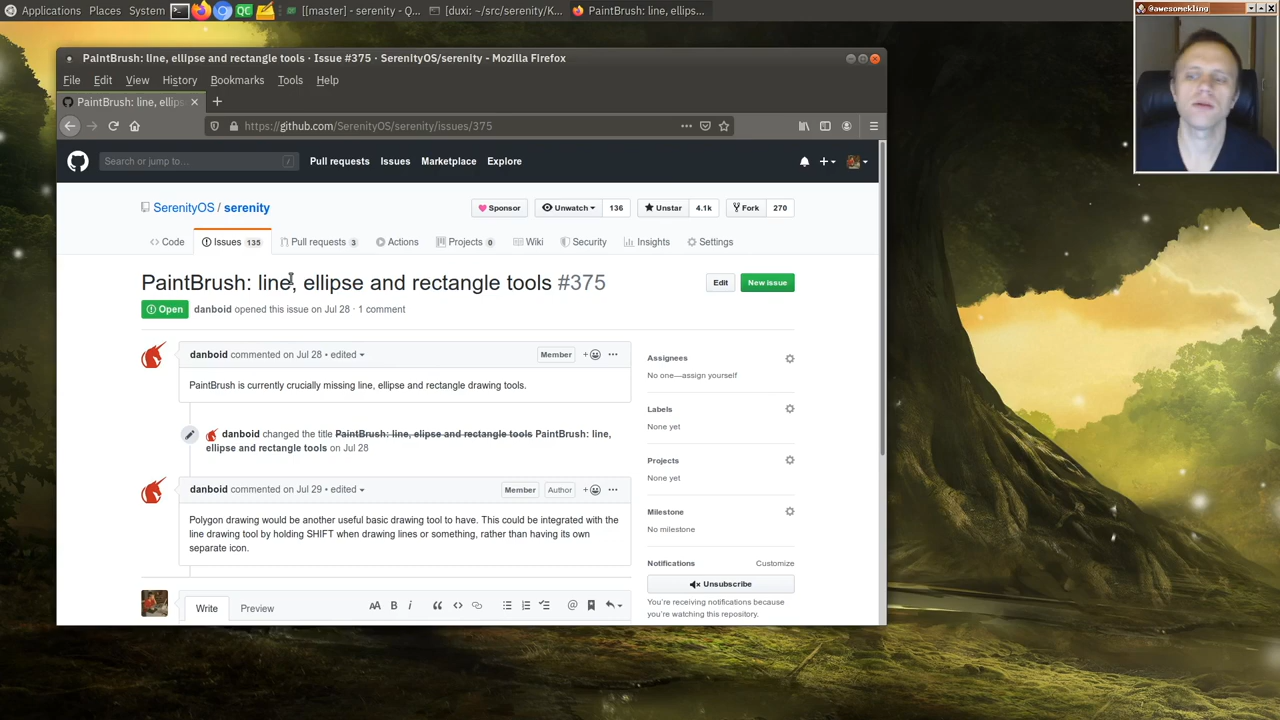 Applications Places System QC [[master] - serenity - Q... [duxi: ~/src/serenity/K... PaintBrush: line, ellips...
@awesomekling
PaintBrush: line, ellipse and rectangle tools · Issue #375 · SerenityOS/serenity - Mozilla Firefox
File Edit View History Bookmarks Tools Help
PaintBrush: line, ellips
https://github.com/SerenityOS/serenity/issues/375
Search or jump to... / Pull requests Issues Marketplace Explore
SerenityOS / serenity Sponsor Unwatch 136 Unstar 4.1k Fork 270
Code Issues 135 Pull requests 3 Actions Projects 0 Wiki Security Insights Settings
PaintBrush: line, ellipse and rectangle tools #375 Edit New issue
Open danboid opened this issue on Jul 28 · 1 comment
danboid commented on Jul 28 • edited Member
PaintBrush is currently crucially missing line, ellipse and rectangle drawing tools.
danboid changed the title PaintBrush: line, elipse and rectangle tools PaintBrush: line,
ellipse and rectangle tools on Jul 28
danboid commented on Jul 29 • edited Member Author
Polygon drawing would be another useful basic drawing tool to have. This could be integrated with the
line drawing tool by holding SHIFT when drawing lines or something, rather than having its own
separate icon.
Write Preview
Assignees
No one—assign yourself
Labels
None yet
Projects
None yet
Milestone
No milestone
Notifications Customize
Unsubscribe
You're receiving notifications because
you're watching this repository.